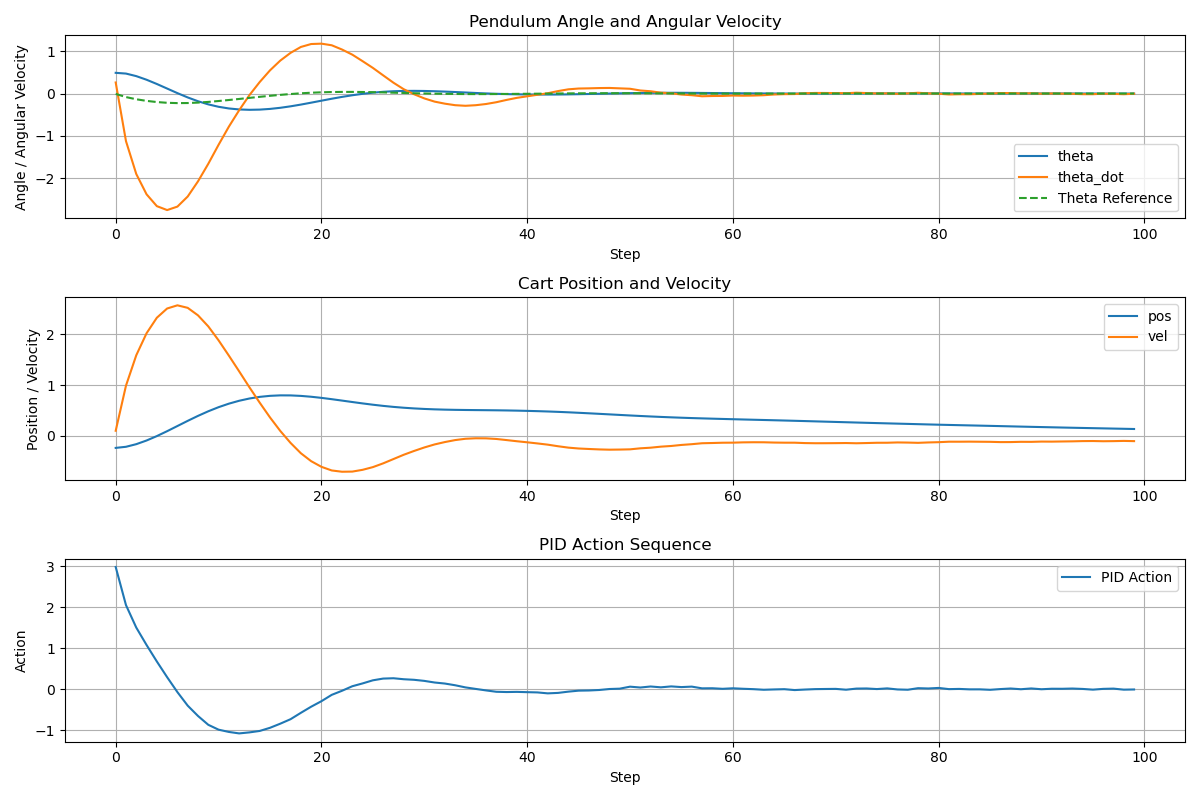 Pendulum Angle and Angular Velocity
Angle / Angular Velocity
1
0
−1
−2
theta
theta_dot
Theta Reference
0 20 40 60 80 100
Step
Cart Position and Velocity
Position / Velocity
2
1
0
pos
vel
0 20 40 60 80 100
Step
PID Action Sequence
Action
3
2
1
0
−1
PID Action
0 20 40 60 80 100
Step